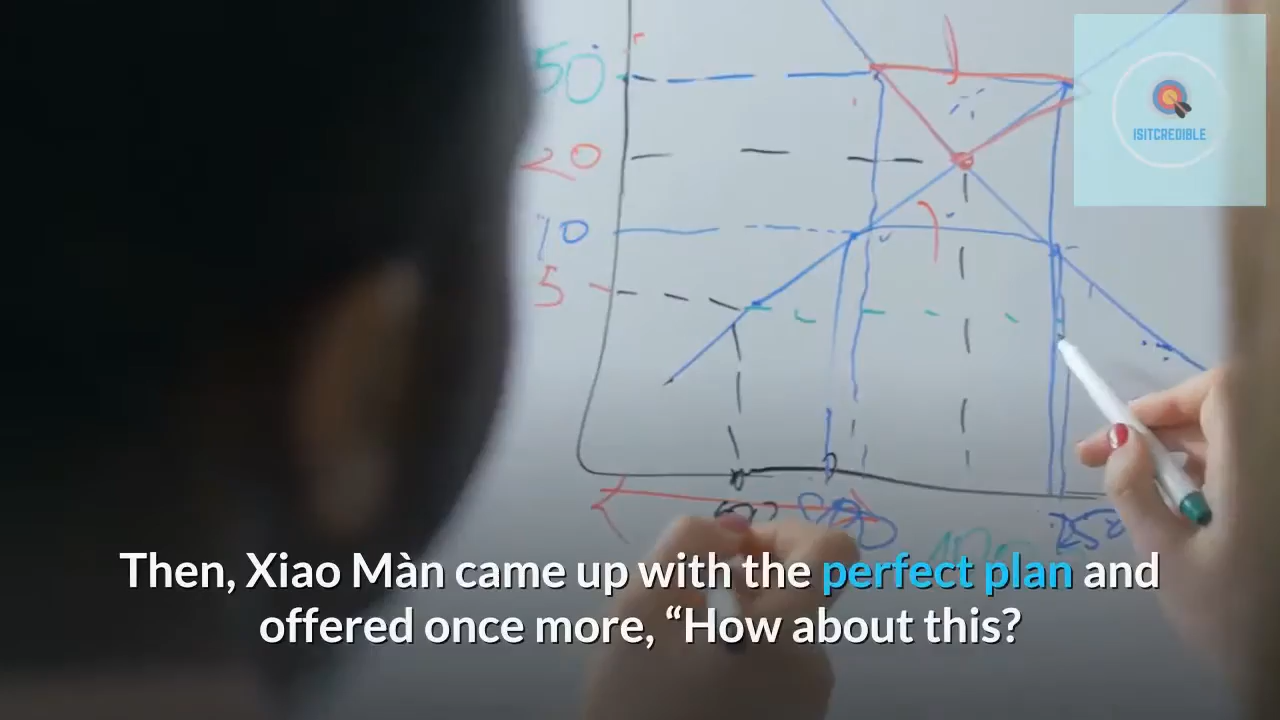 50
20
10
5
ISITCREDIBLE
Then, Xiao Màn came up with the perfect plan and
offered once more, “How about this?